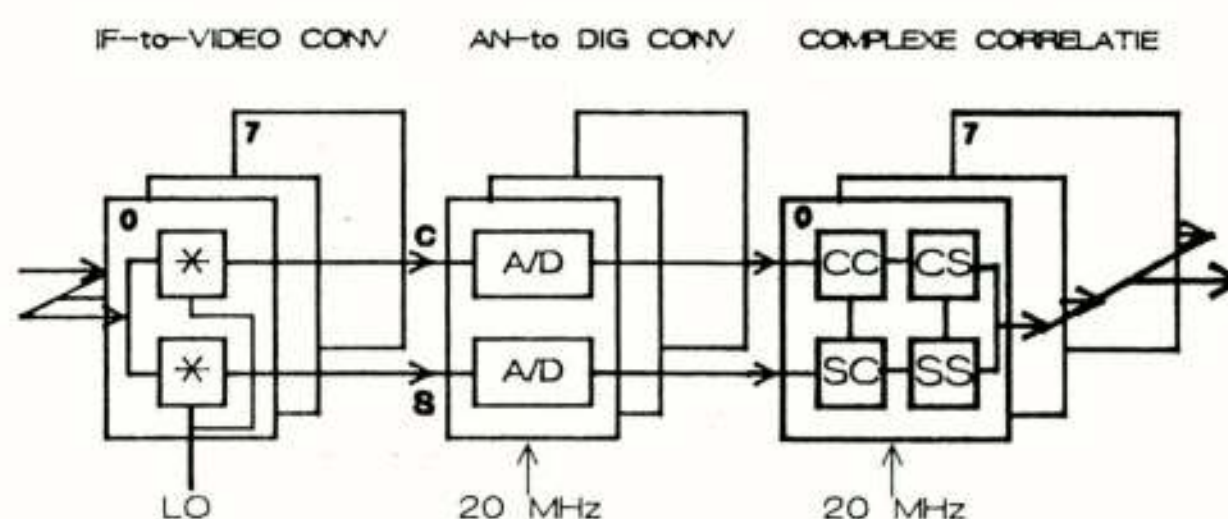 IF-to-VIDEO CONV AN-to DIG CONV COMPLEXE CORRELATIE
7 7
0 0
C
* A/D CC CS
* A/D SC SS
S
LO 20 MHz 20 MHz